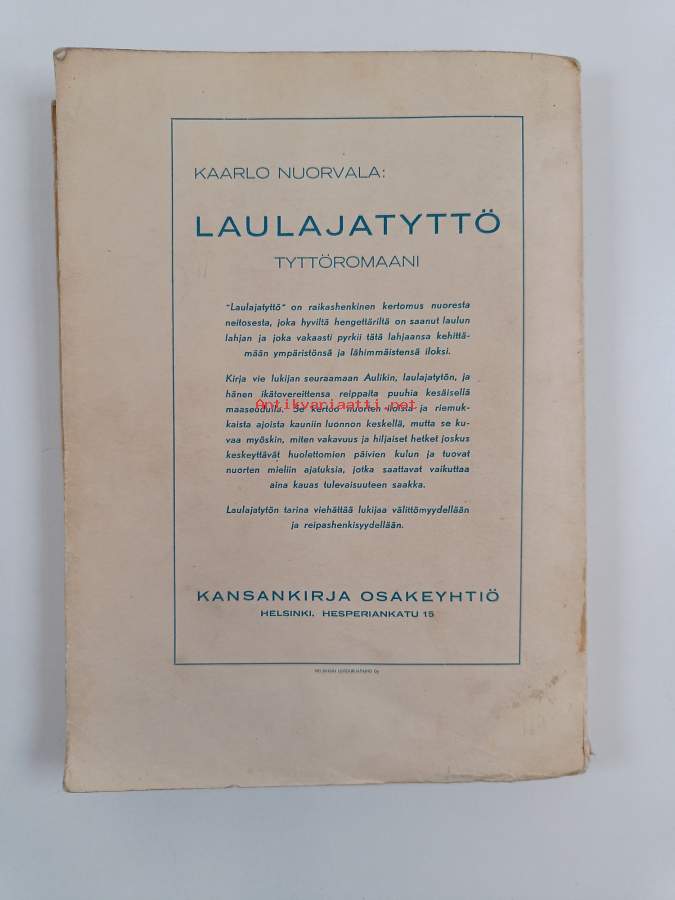 KAARLO NUORVALA:
LAULAJATYTTÖ
TYTTÖROMAANI
"Laulajatyttö" on raikashenkinen kertomus nuoresta
neitosesta, joka hyviltä hengettäriltä on saanut laulun
lahjan ja joka vakaasti pyrkii tätä lahjaansa kehittä-
mään ympäristönsä ja lähimmäistensä iloksi.
Kirja vie lukijan seuraamaan Aulikin, laulajatytön, ja
hänen ikätovereittensa reippaita puuhia kesäisellä
Antikvariaatti.net
maaseudulla. Se kertoo nuorten iloista ja riemuk-
kaista ajoista kauniin luonnon keskellä, mutta se ku-
vaa myöskin, miten vakavuus ja hiljaiset hetket joskus
keskeyttävät huolettomien päivien kulun ja tuovat
nuorten mieliin ajatuksia, jotka saattavat vaikuttaa
aina kauas tulevaisuuteen saakka.
Laulajatytön tarina viehättää lukijaa välittömyydellään
ja reipashenkisyydellään.
KANSANKIRJA OSAKEYHTIÖ
HELSINKI, HESPERIANKATU 15